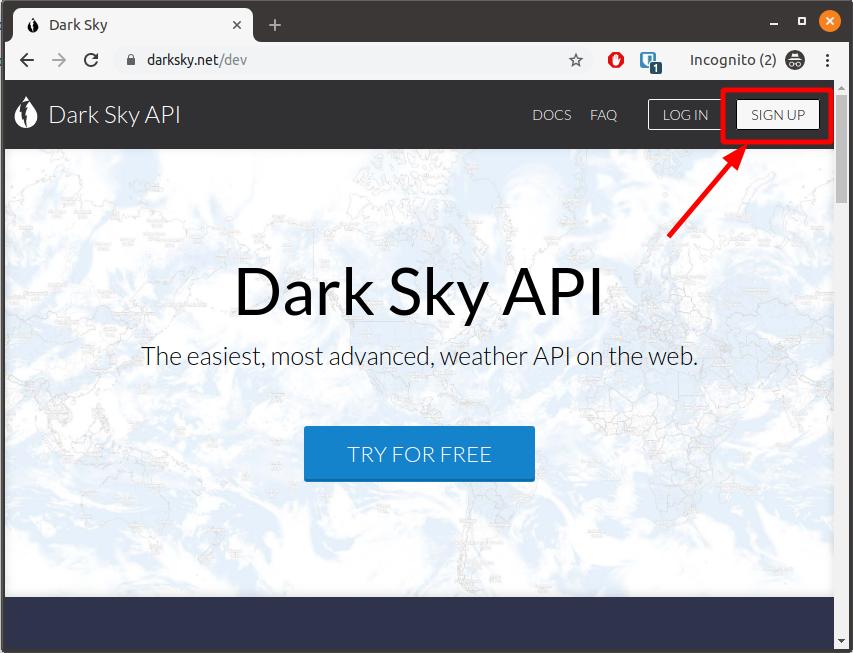 Dark Sky
darksky.net/dev
1
Incognito (2)
Dark Sky API
DOCS
FAQ
LOG IN
SIGN UP
Dark Sky API
The easiest, most advanced, weather API on the web.
TRY FOR FREE